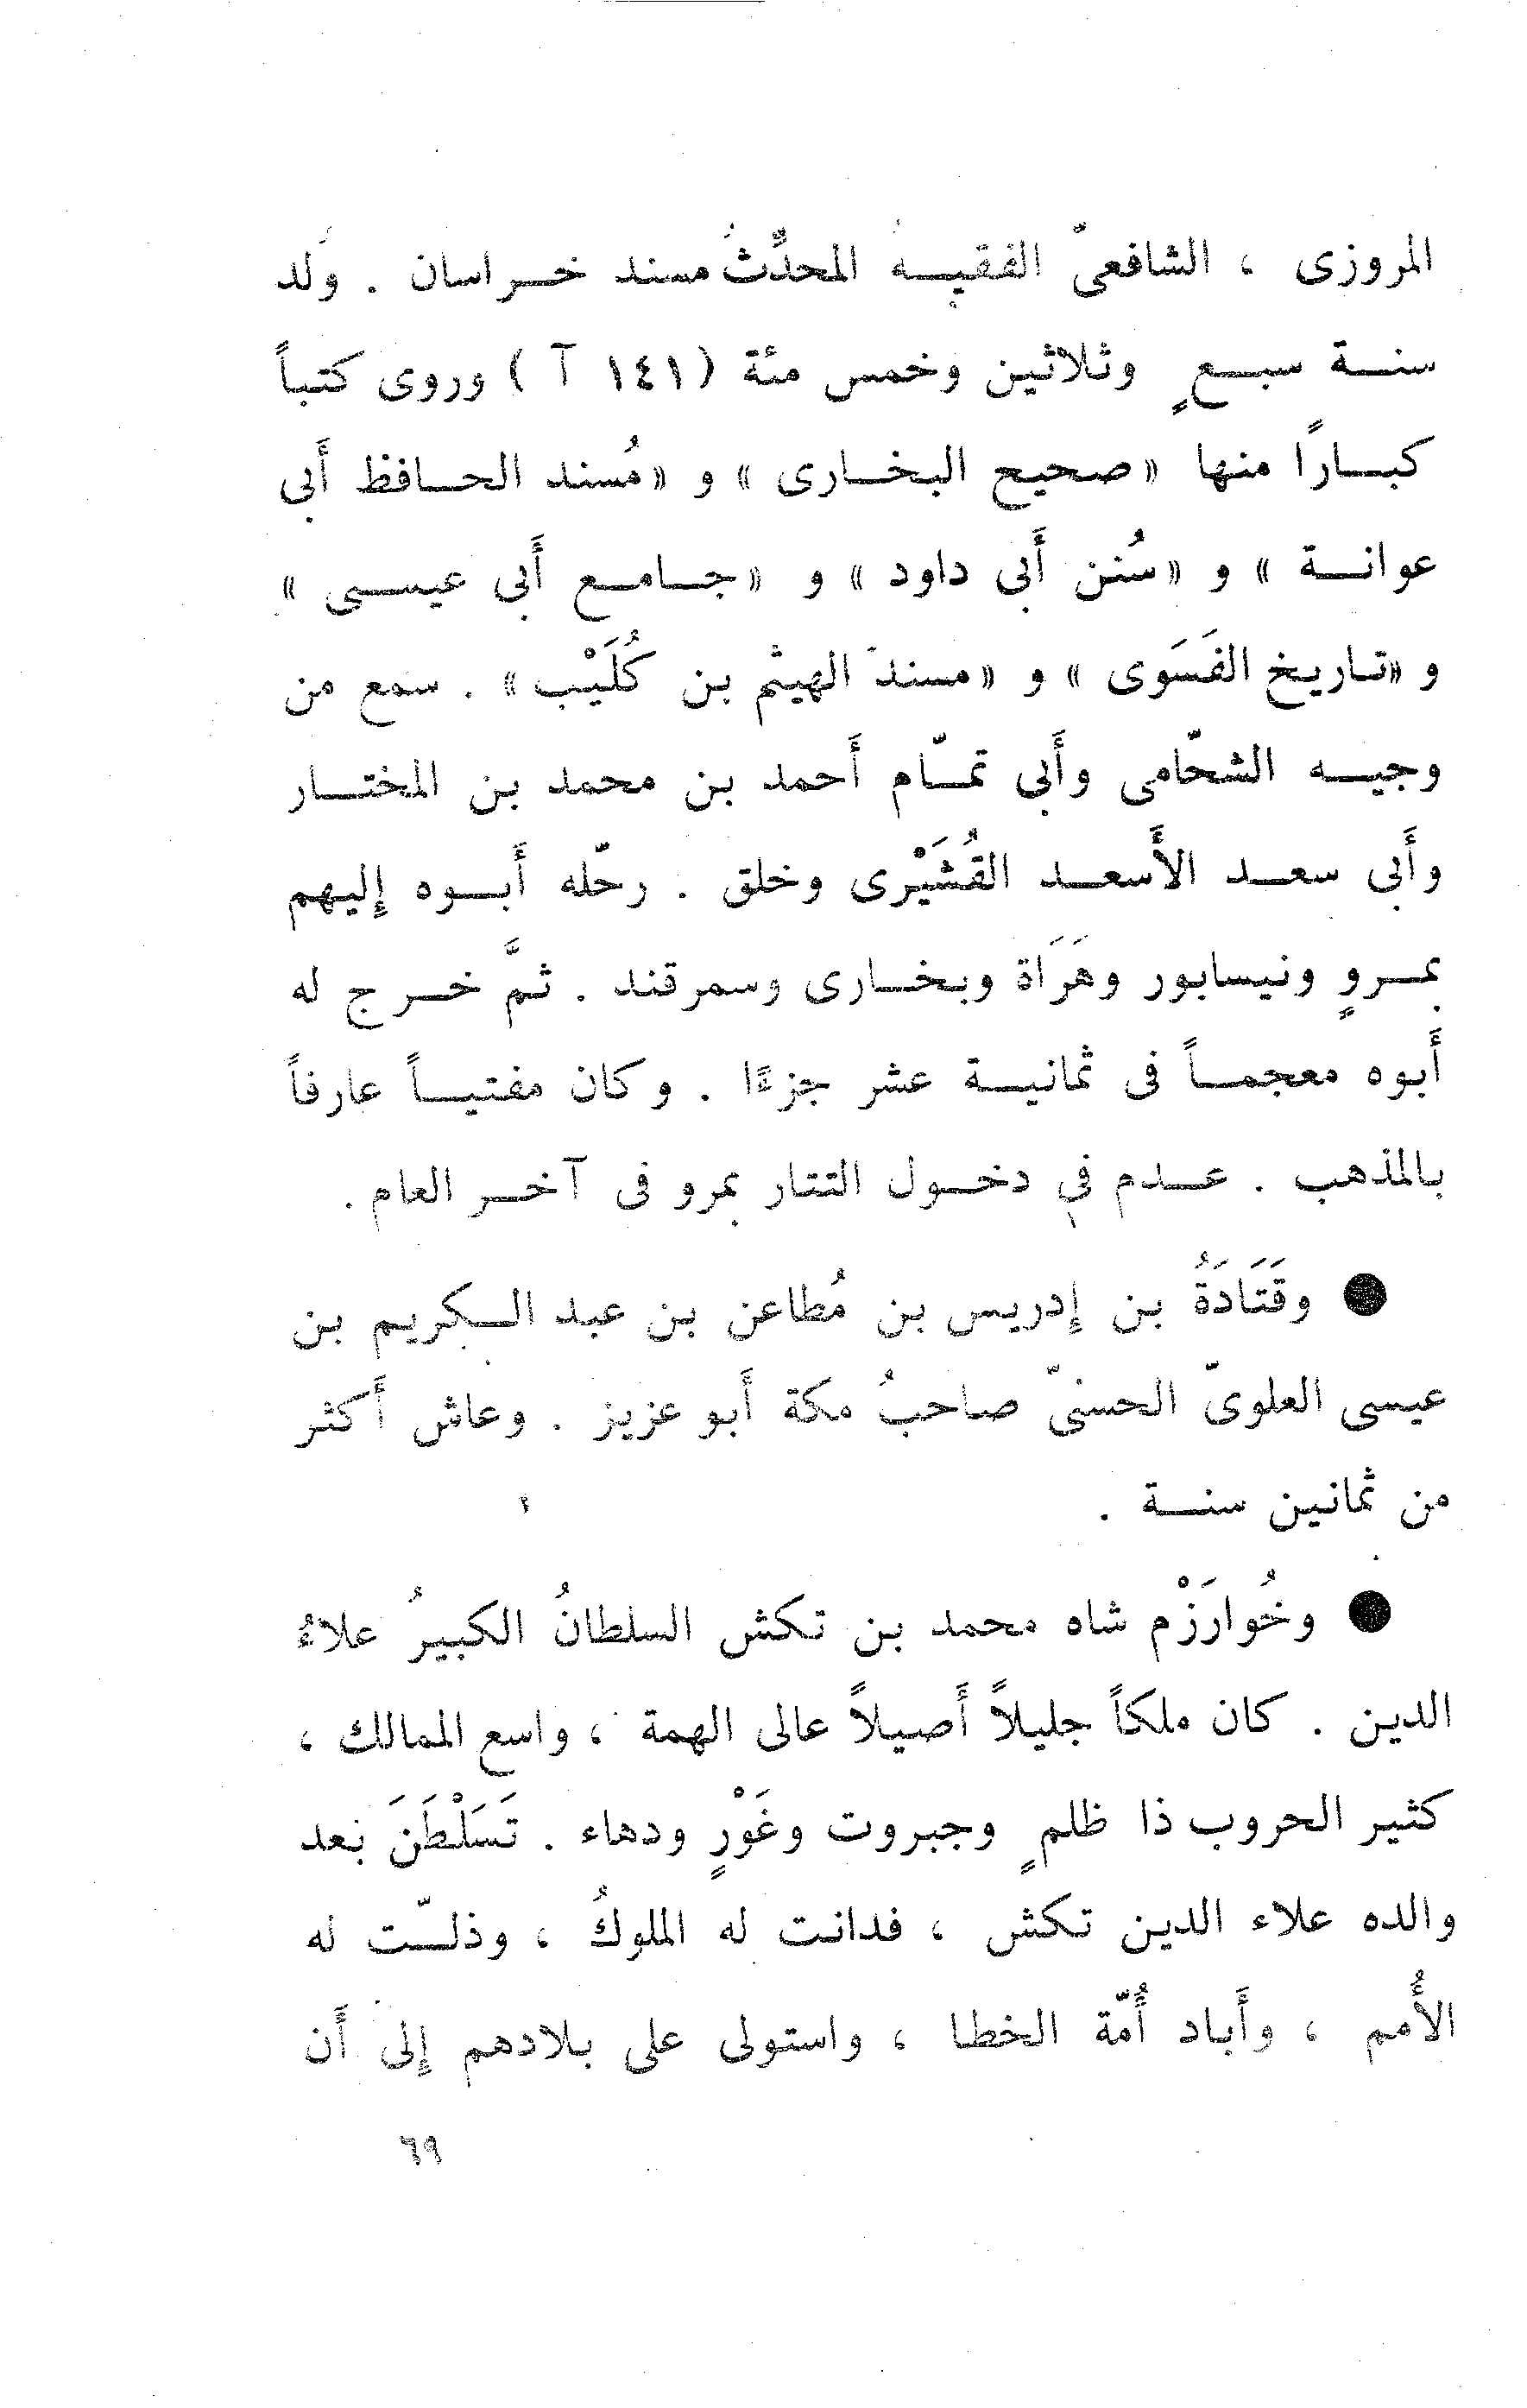 المروزى ، الشافعىّ الفقيه المحدِّثُ مسند خراسان . ولد
سنة سبعٍ وثلاثين وخمس مئة (١٤١ آ ) وروى كتباً
كبارًا منها «صحيح البخارى» و «مُسند الحافظ أَبى
عوانة » و «سُنن أَبى داود» و «جامع أَبى عيسى »
و «تاريخ الفَسَوى » و «مسند الهيثم بن كُلَيْب» . سمع من
وجيه الشحّامى وأَبى تمّام أَحمد بن محمد بن المختار
وأَبى سعد الأَسعد القُشَيْرى وخلق . رحّله أَبوه إِليهم
بمروٍ ونيسابور وهَرَاة وبخارى وسمرقند . ثمَّ خرج له
أَبوه معجماً فى ثمانية عشر جزءًا . وكان مفتياً عارفاً
بالمذهب . عدم في دخول التتار بمرو فى آخر العام .
● وقَتَادَةُ بن إِدريس بن مُطاعن بن عبد الكريم بن
عيسى العلوىّ الحسنىّ صاحبُ مكة أَبو عزيز . وعاش أَكثر
من ثمانين سنة .
● وخُوارَزْم شاه محمد بن تكش السلطانُ الكبيرُ علاءُ
الدين . كان ملكاً جليلاً أَصيلاً عالى الهمة ، واسع الممالك ،
كثير الحروب ذا ظلمٍ وجبروت وغَوْرٍ ودهاء . تَسَلْطَنَ بعد
والده علاء الدين تكش ، فدانت له الملوكُ ، وذلّت له
الأُمم ، وأَباد أُمّة الخطا ، واستولى على بلادهم إِلى أَن
٦٩